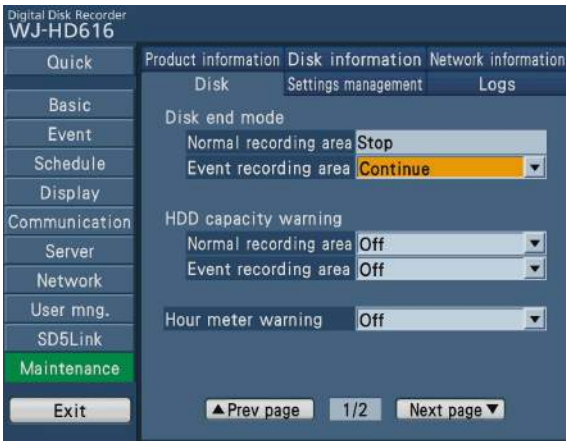 Digital Disk Recorder
WJ-HD616
Quick
Basic
Event
Schedule
Display
Communication
Server
Network
User mng.
SD5Link
Maintenance
Exit
Product information Disk information Network information
Disk Settings management Logs
Disk end mode
Normal recording area Stop
Event recording area Continue
HDD capacity warning
Normal recording area Off
Event recording area Off
Hour meter warning Off
▲Prev page 1/2 Next page▼